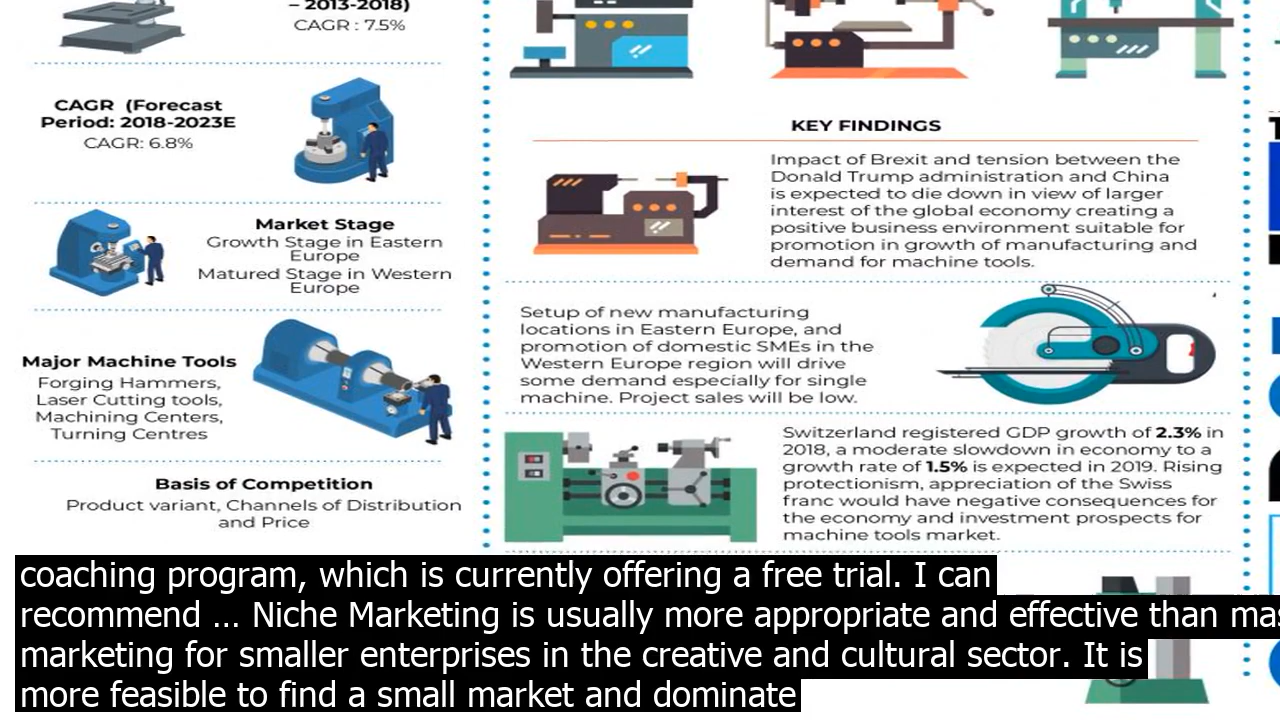 – 2013-2018)
CAGR : 7.5%
CAGR (Forecast
Period: 2018-2023E
CAGR: 6.8%
Market Stage
Growth Stage in Eastern
Europe
Matured Stage in Western
Europe
Major Machine Tools
Forging Hammers,
Laser Cutting tools,
Machining Centers,
Turning Centres
Basis of Competition
Product variant, Channels of Distribution
and Price
KEY FINDINGS
Impact of Brexit and tension between the
Donald Trump administration and China
is expected to die down in view of larger
interest of the global economy creating a
positive business environment suitable for
promotion in growth of manufacturing and
demand for machine tools.
Setup of new manufacturing
locations in Eastern Europe, and
promotion of domestic SMEs in the
Western Europe region will drive
some demand especially for single
machine. Project sales will be low.
Switzerland registered GDP growth of 2.3% in
2018, a moderate slowdown in economy to a
growth rate of 1.5% is expected in 2019. Rising
protectionism, appreciation of the Swiss
franc would have negative consequences for
the economy and investment prospects for
machine tools market.
coaching program, which is currently offering a free trial. I can
recommend ... Niche Marketing is usually more appropriate and effective than
marketing for smaller enterprises in the creative and cultural sector. It is
more feasible to find a small market and dominate